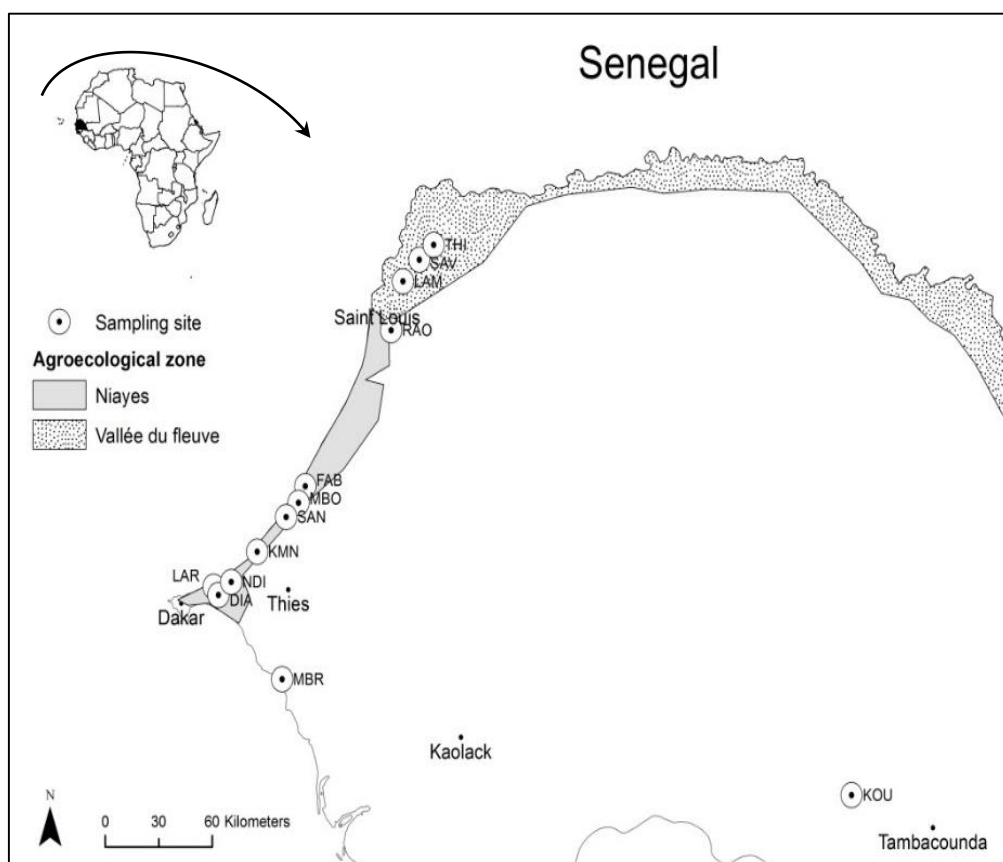 Senegal
THI
SAV
LAM
Saint Louis
RAO
Sampling site
Agroecological zone
Niayes
Vallée du fleuve
FAB
MBO
SAN
KMN
LAR
NDI
DIA
Thies
Dakar
MBR
Kaolack
KOU
Tambacounda
N
0 30 60 Kilometers